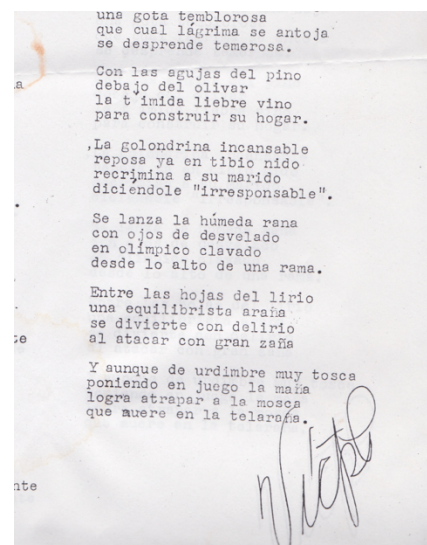 una gota temblorosa
que cual lágrima se antoja
se desprende temerosa.
Con las agujas del pino
debajo del olivar
la t´imida liebre vino
para construir su hogar.
,La golondrina incansable
reposa ya en tibio nido
recrimina a su marido
diciéndole "irresponsable".
Se lanza la húmeda rana
con ojos de desvelado
en olímpico clavado
desde lo alto de una rama.
Entre las hojas del lirio
una equilibrista araña
se divierte con delirio
al atacar con gran zaña
Y aunque de urdimbre muy tosca
poniendo en juego la maña
logra atrapar a la mosca
que muere en la telaraña.